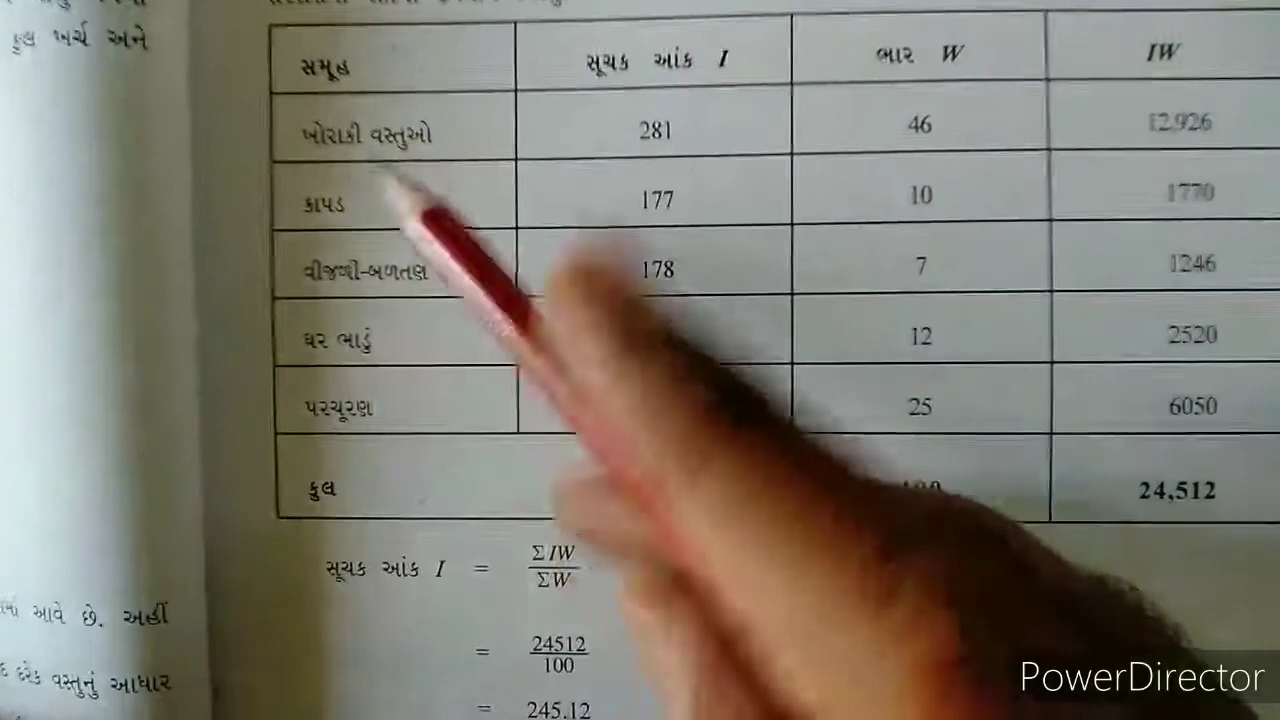 કુલ ખર્ચ અને
સમૂહ સૂચક આંક I ભાર W IW
ખોરાકી વસ્તુઓ 281 46 12,926
કાપડ 177 10 1770
વીજળી-બળતણ 178 7 1246
ઘર ભાડું 12 2520
પરચૂરણ 25 6050
કુલ 24,512
સૂચક આંક I = ΣIW / ΣW
= 24512 / 100
= 245.12
આવે છે. અહીં
દરેક વસ્તુનું આધાર
PowerDirector